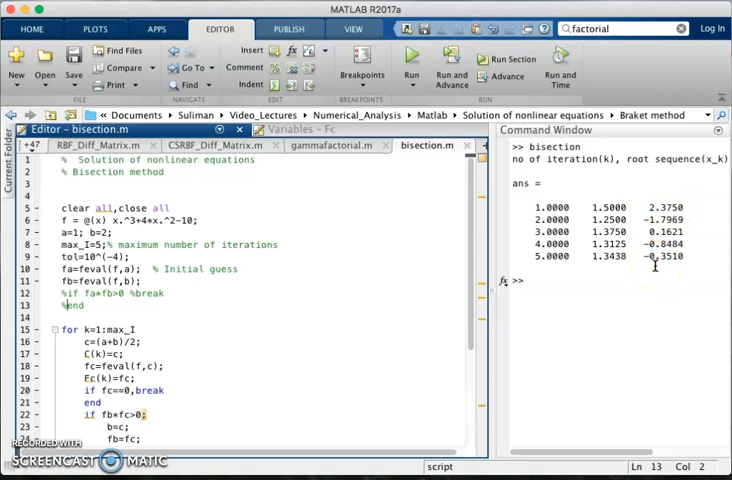 MATLAB R2017a
HOME PLOTS APPS EDITOR PUBLISH VIEW factorial Log In
New Open Save Find Files Compare Print Go To Find Insert fx Comment Indent Breakpoints Run Run and Advance Run Section Advance Run and Time
FILE NAVIGATE EDIT BREAKPOINTS RUN
Documents Suliman Video_Lectures Numerical_Analysis Matlab Solution of nonlinear equations Braket method
Current Folder
Editor - bisection.m Variables - Fc
+47 RBF_Diff_Matrix.m CSRBF_Diff_Matrix.m gammafactorial.m bisection.m
1 % Solution of nonlinear equations
2 % Bisection method
3
4
5 clear all,close all
6 f = @(x) x.^3+4*x.^2-10;
7 a=1; b=2;
8 max_I=5;% maximum number of iterations
9 tol=10^(-4);
10 fa=feval(f,a); % Initial guess
11 fb=feval(f,b);
12 %if fa*fb>0 %break
13 %end
14
15 for k=1:max_I
16 c=(a+b)/2;
17 C(k)=c;
18 fc=feval(f,c);
19 Fc(k)=fc;
20 if fc==0,break
21 end
22 if fb*fc>0;
23 b=c;
24 fb=fc;
Command Window
>> bisection
no of iteration(k), root sequence(x_k)
ans =
1.0000 1.5000 2.3750
2.0000 1.2500 -1.7969
3.0000 1.3750 0.1621
4.0000 1.3125 -0.8484
5.0000 1.3438 -0.3510
fx >>
RECORDED WITH
SCREENCAST MATIC
script Ln 13 Col 2